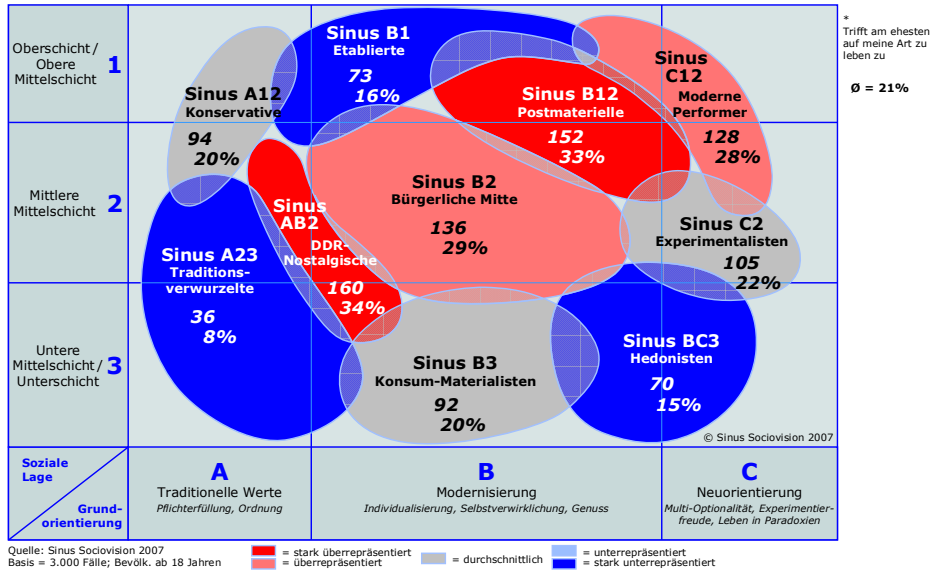 Oberschicht /
Obere
Mittelschicht
1
Mittlere
Mittelschicht
2
Untere
Mittelschicht /
Unterschicht
3
Sinus B1
Etablierte
73
16%
Sinus A12
Konservative
94
20%
Sinus B12
Postmaterielle
152
33%
Sinus
C12
Moderne
Performer
128
28%
Sinus
AB2
DDR-
Nostalgische
160
34%
Sinus B2
Bürgerliche Mitte
136
29%
Sinus C2
Experimentalisten
105
22%
Sinus A23
Traditions-
verwurzelte
36
8%
Sinus B3
Konsum-Materialisten
92
20%
Sinus BC3
Hedonisten
70
15%
© Sinus Sociovision 2007
*
Trifft am ehesten
auf meine Art zu
leben zu
Ø = 21%
Soziale
Lage
Grund-
orientierung
A
Traditionelle Werte
Pflichterfüllung, Ordnung
B
Modernisierung
Individualisierung, Selbstverwirklichung, Genuss
C
Neuorientierung
Multi-Optionalität, Experimentier-
freude, Leben in Paradoxien
Quelle: Sinus Sociovision 2007
Basis = 3.000 Fälle; Bevölk. ab 18 Jahren
= stark überrepräsentiert
= überrepräsentiert
= durchschnittlich
= unterrepräsentiert
= stark unterrepräsentiert